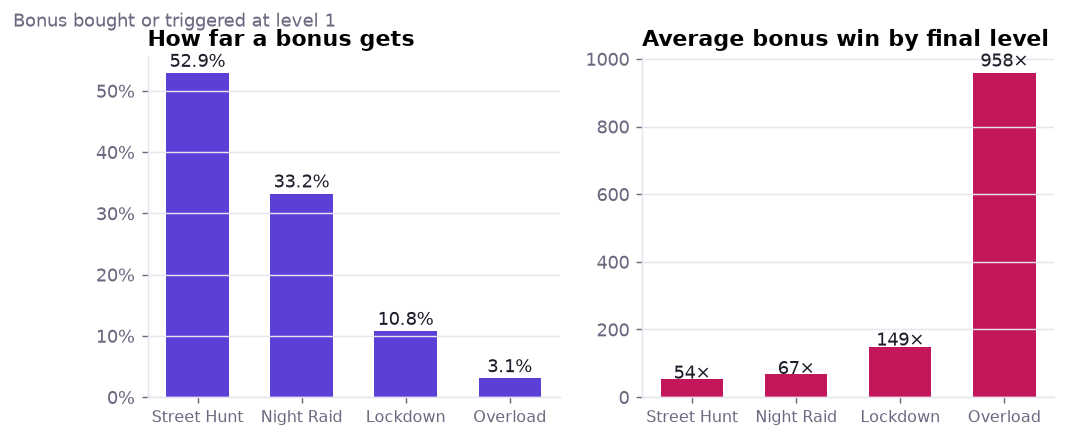 Bonus bought or triggered at level 1
How far a bonus gets
52.9%
33.2%
10.8%
3.1%
50%
40%
30%
20%
10%
0%
Street Hunt
Night Raid
Lockdown
Overload
Average bonus win by final level
1000
800
600
400
200
0
54×
67×
149×
958×
Street Hunt
Night Raid
Lockdown
Overload